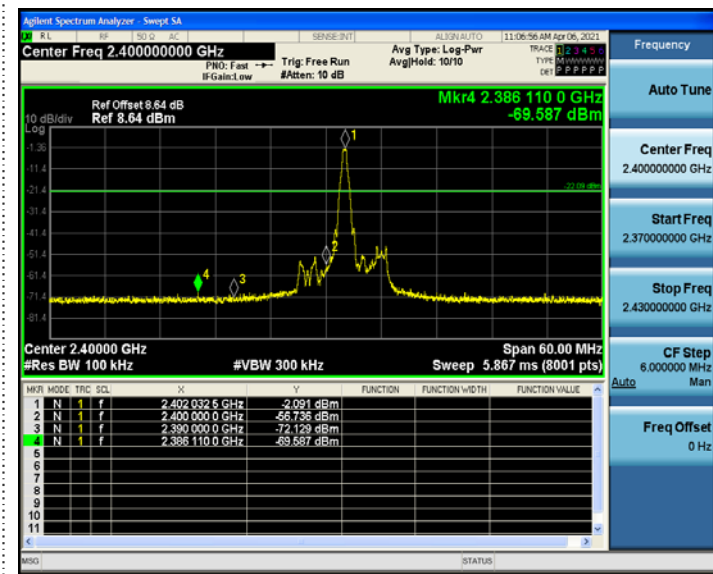 Agilent Spectrum Analyzer - Swept SA
RL RF 50 Ω AC SENSE:INT ALIGN AUTO 11:06:56 AM Apr 06, 2021
Center Freq 2.400000000 GHz
PNO: Fast
IFGain:Low
Trig: Free Run
#Atten: 10 dB
Avg Type: Log-Pwr
Avg|Hold: 10/10
TRACE 1 2 3 4 5 6
TYPE M W W W W W
DET P P P P P P
Frequency
Auto Tune
Center Freq
2.400000000 GHz
Start Freq
2.370000000 GHz
Stop Freq
2.430000000 GHz
CF Step
6.000000 MHz
Auto Man
Freq Offset
0 Hz
Mkr4 2.386 110 0 GHz
-69.587 dBm
Ref Offset 8.64 dB
10 dB/div Ref 8.64 dBm
Log
-1.36
-11.4
-21.4
-31.4
-41.4
-51.4
-61.4
-71.4
-81.4
-22.09 dBm
1
2
3
4
Center 2.40000 GHz Span 60.00 MHz
#Res BW 100 kHz #VBW 300 kHz Sweep 5.867 ms (8001 pts)
MKR MODE TRC SCL X Y FUNCTION FUNCTION WIDTH FUNCTION VALUE
1 N 1 f 2.402 032 5 GHz -2.091 dBm
2 N 1 f 2.400 000 0 GHz -56.736 dBm
3 N 1 f 2.390 000 0 GHz -72.129 dBm
4 N 1 f 2.386 110 0 GHz -69.587 dBm
5
6
7
8
9
10
11
MSG STATUS